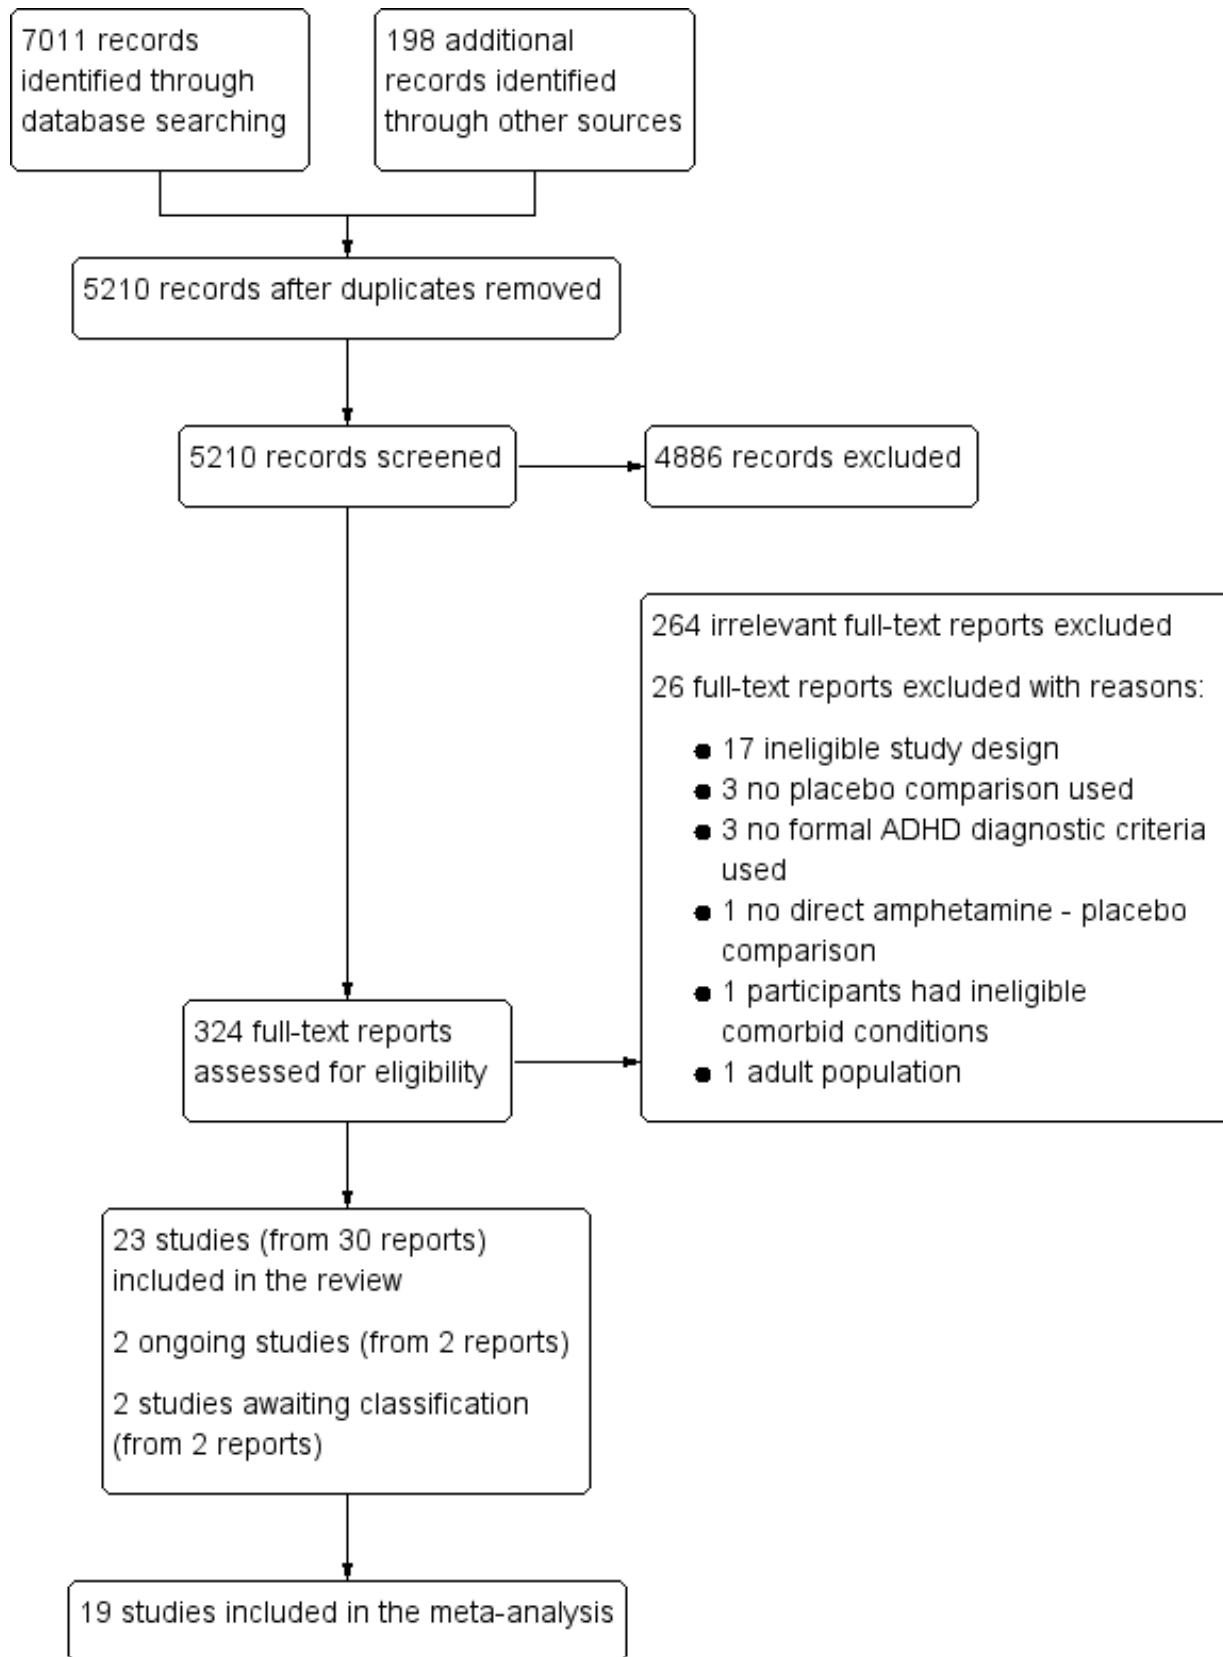 7011 records
identified through
database searching
198 additional
records identified
through other sources
5210 records after duplicates removed
5210 records screened
4886 records excluded
264 irrelevant full-text reports excluded
26 full-text reports excluded with reasons:
● 17 ineligible study design
● 3 no placebo comparison used
● 3 no formal ADHD diagnostic criteria
used
● 1 no direct amphetamine - placebo
comparison
● 1 participants had ineligible
comorbid conditions
● 1 adult population
324 full-text reports
assessed for eligibility
23 studies (from 30 reports)
included in the review
2 ongoing studies (from 2 reports)
2 studies awaiting classification
(from 2 reports)
19 studies included in the meta-analysis